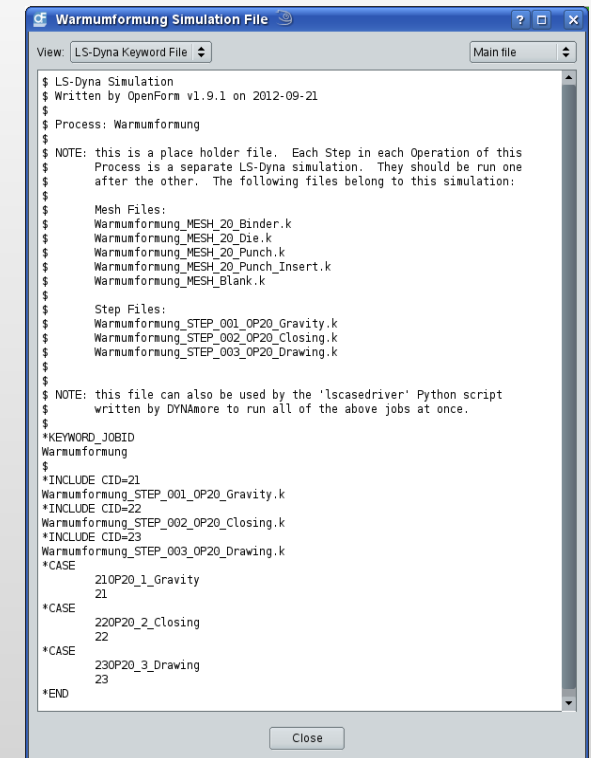 Warmumformung Simulation File
View: LS-Dyna Keyword File Main file
$ LS-Dyna Simulation
$ Written by OpenForm v1.9.1 on 2012-09-21
$
$ Process: Warmumformung
$
$ NOTE: this is a place holder file.  Each Step in each Operation of this
$       Process is a separate LS-Dyna simulation.  They should be run one
$       after the other.  The following files belong to this simulation:
$
$       Mesh Files:
$       Warmumformung_MESH_20_Binder.k
$       Warmumformung_MESH_20_Die.k
$       Warmumformung_MESH_20_Punch.k
$       Warmumformung_MESH_20_Punch_Insert.k
$       Warmumformung_MESH_Blank.k
$
$       Step Files:
$       Warmumformung_STEP_001_OP20_Gravity.k
$       Warmumformung_STEP_002_OP20_Closing.k
$       Warmumformung_STEP_003_OP20_Drawing.k
$
$
$ NOTE: this file can also be used by the 'lscasedriver' Python script
$       written by DYNAmore to run all of the above jobs at once.
$
*KEYWORD_JOBID
Warmumformung
$
*INCLUDE CID=21
Warmumformung_STEP_001_OP20_Gravity.k
*INCLUDE CID=22
Warmumformung_STEP_002_OP20_Closing.k
*INCLUDE CID=23
Warmumformung_STEP_003_OP20_Drawing.k
*CASE
        21OP20_1_Gravity
        21
*CASE
        22OP20_2_Closing
        22
*CASE
        23OP20_3_Drawing
        23
*END
Close